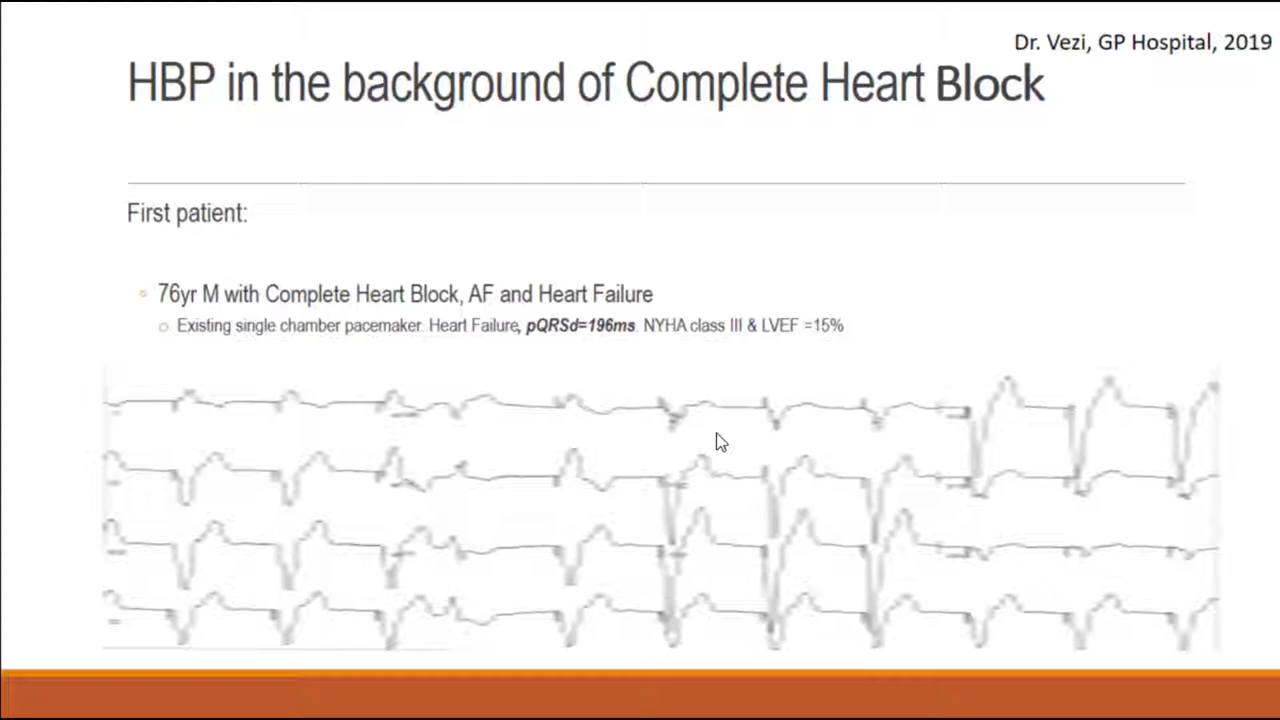 Dr. Vezi, GP Hospital, 2019
HBP in the background of Complete Heart Block
First patient:
76yr M with Complete Heart Block, AF and Heart Failure
Existing single chamber pacemaker. Heart Failure, pQRSd=196ms. NYHA class III & LVEF =15%